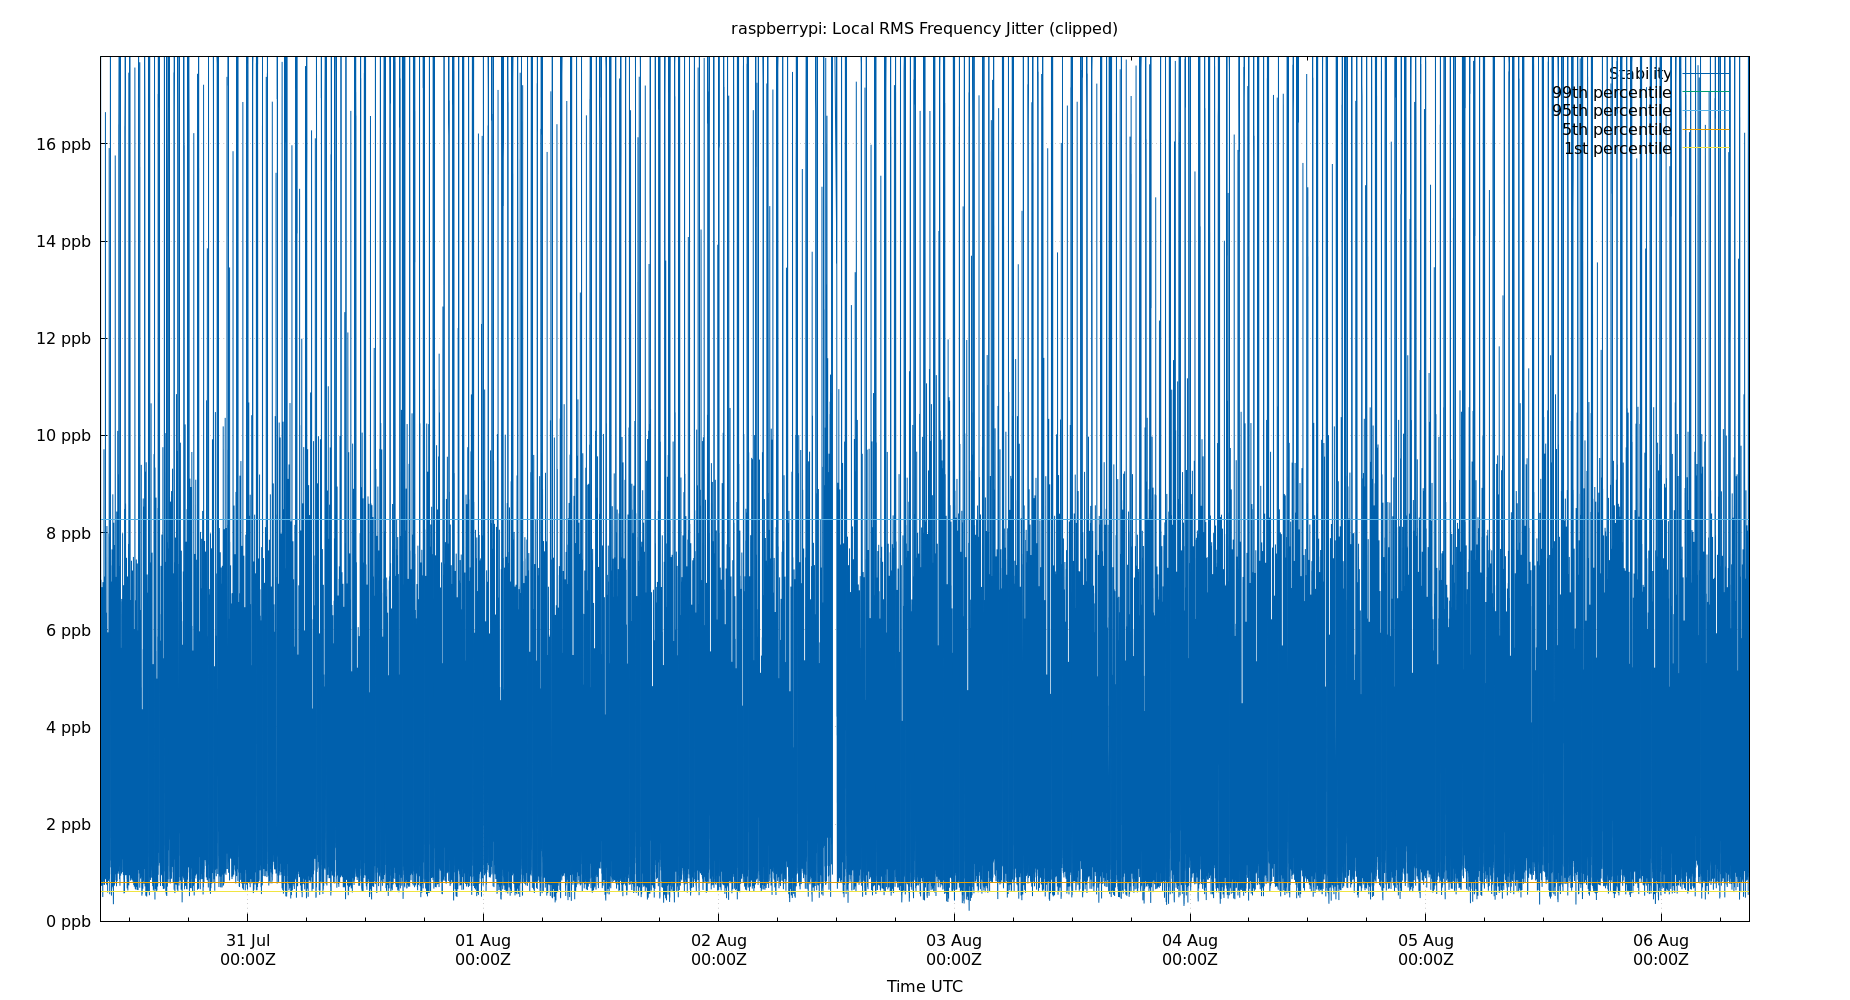 raspberrypi: Local RMS Frequency Jitter (clipped)
Stability
99th percentile
95th percentile
5th percentile
1st percentile
16 ppb
14 ppb
12 ppb
10 ppb
8 ppb
6 ppb
4 ppb
2 ppb
0 ppb
31 Jul 01 Aug 02 Aug 03 Aug 04 Aug 05 Aug 06 Aug
00:00Z 00:00Z 00:00Z 00:00Z 00:00Z 00:00Z 00:00Z
Time UTC